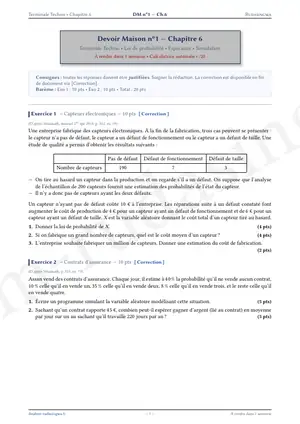 Terminale Techno • Chapitre 6
DM n°1 — Ch.6
Devoir Maison n°1 — Chapitre 6
Terminale Techno • Loi de probabilité • Espérance • Simulation
A rendre dans 1 semaine • Calculatrice autorisée • /20
Consignes : toutes les réponses doivent être justifiées. Soigner la rédaction. La correction est disponible en fin
de document via [Correction].
Barème : Exo 1 : 10 pts • Exo 2 : 10 pts • Total : 20 pts
Exercice 1 — Capteurs électroniques — 10 pts [ Correction ]
Une entreprise fabrique des capteurs électroniques. À la fin de la fabrication, trois cas peuvent se présenter :
le capteur n'a pas de défaut, le capteur a un défaut de fonctionnement ou le capteur a un défaut de taille. Une
étude de qualité a permis d'obtenir les résultats suivants :
Pas de défaut Défaut de fonctionnement Défaut de taille
Nombre de capteurs 190 7 3
— On tire au hasard un capteur dans la production et on regarde s'il a un défaut. On suppose que l'analyse
de l'échantillon de 200 capteurs fournit une estimation des probabilités de l'état du capteur.
— Il n'y a donc pas de capteurs ayant les deux défauts.
Un capteur n'ayant pas de défaut coûte 10 € à l'entreprise. Les réparations suite à un défaut constaté font
augmenter le coût de production de 4 € pour un capteur ayant un défaut de fonctionnement et de 6 € pour un
capteur ayant un défaut de taille. X est la variable aléatoire donnant le coût total d'un capteur tiré au hasard.
1. Donner la loi de probabilité de X. (4 pts)
2. Si on fabrique un grand nombre de capteurs, quel est le coût moyen d'un capteur ? (4 pts)
3. L'entreprise souhaite fabriquer un million de capteurs. Donner une estimation du coût de fabrication.
(2 pts)
Exercice 2 — Contrats d'assurance — 10 pts [ Correction ]
Assan vend des contrats d'assurance. Chaque jour, il estime à 40% la probabilité qu'il ne vende aucun contrat,
10 % celle qu'il en vende un, 35 % celle qu'il en vende deux, 8 % celle qu'il en vende trois, et le reste celle qu'il
en vende quatre.
1. Écrire un programme simulant la variable aléatoire modélisant cette situation. (5 pts)
2. Sachant qu'un contrat rapporte 45 €, combien peut-il espérer gagner d'argent (lié au contrat) en moyenne
par jour sur un an sachant qu'il travaille 220 jours par an ? (5 pts)
– 1 –
À rendre dans 1 semaine